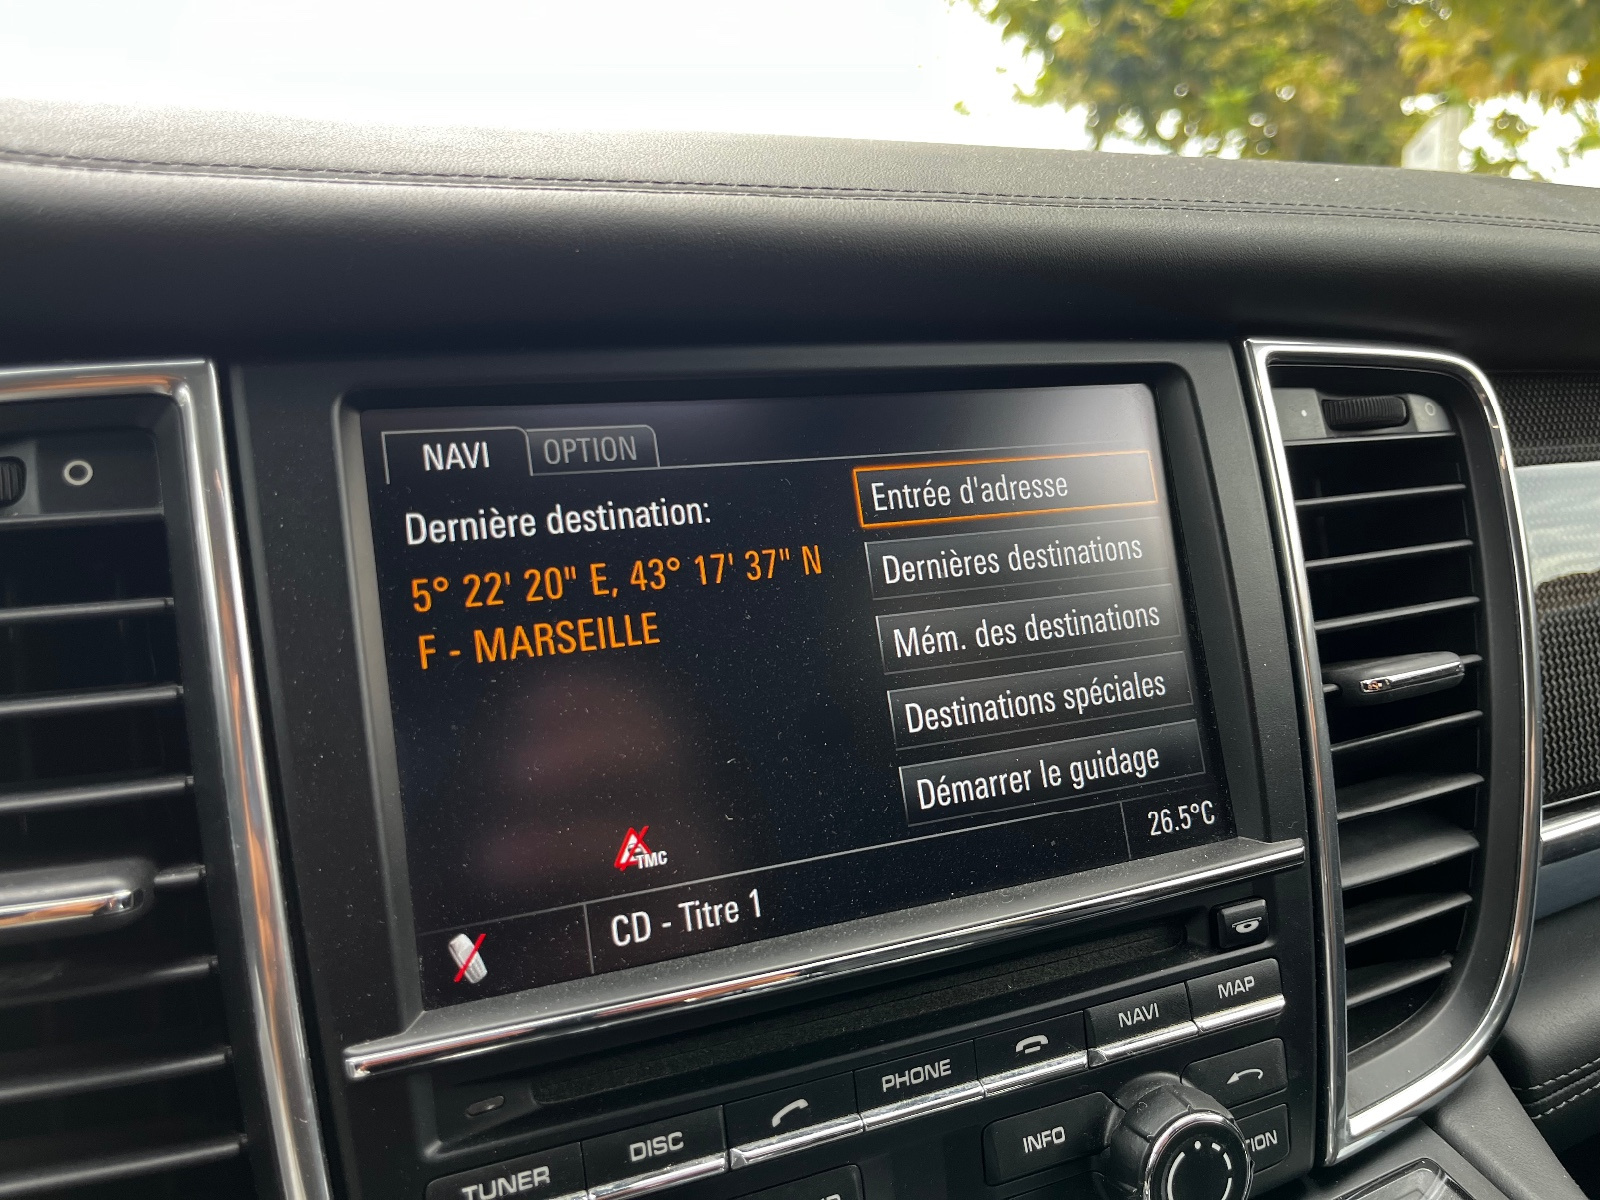 NAVI OPTION
Dernière destination:
5° 22' 20" E, 43° 17' 37" N
F - MARSEILLE
Entrée d'adresse
Dernières destinations
Mém. des destinations
Destinations spéciales
Démarrer le guidage
TMC
26.5°C
CD - Titre 1
MAP
NAVI
PHONE
DISC
TUNER
INFO